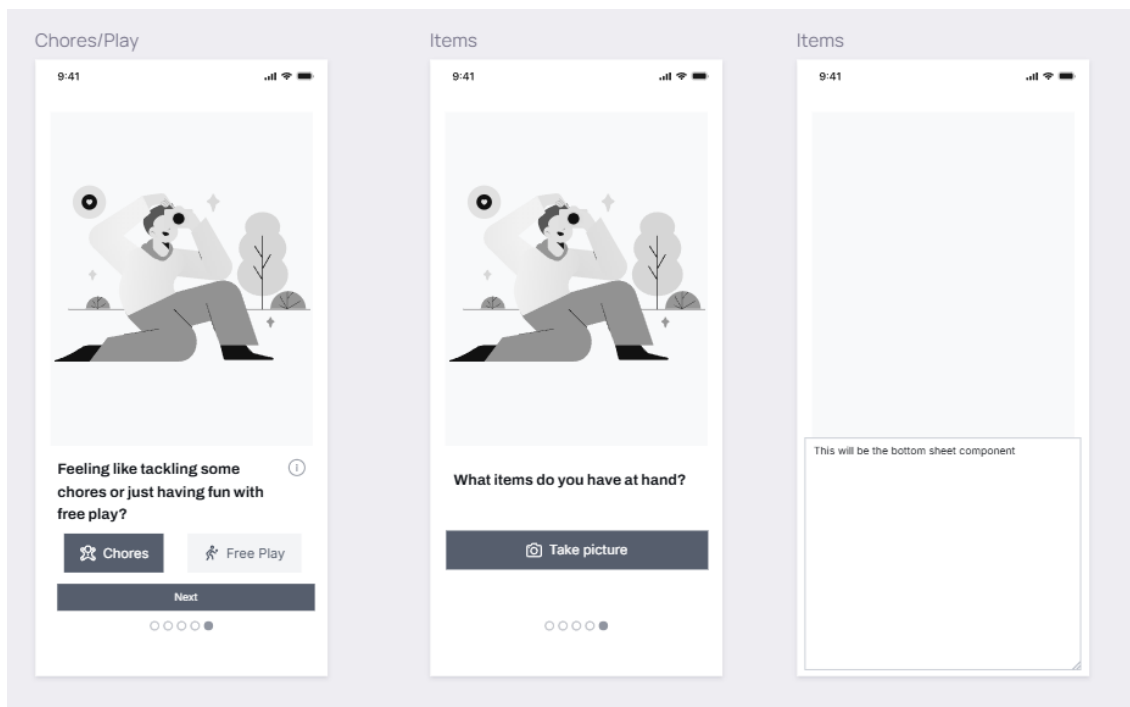 Chores/Play
9:41
Feeling like tackling some
chores or just having fun with
free play?
Chores
Free Play
Next
Items
9:41
What items do you have at hand?
Take picture
Items
9:41
This will be the bottom sheet component